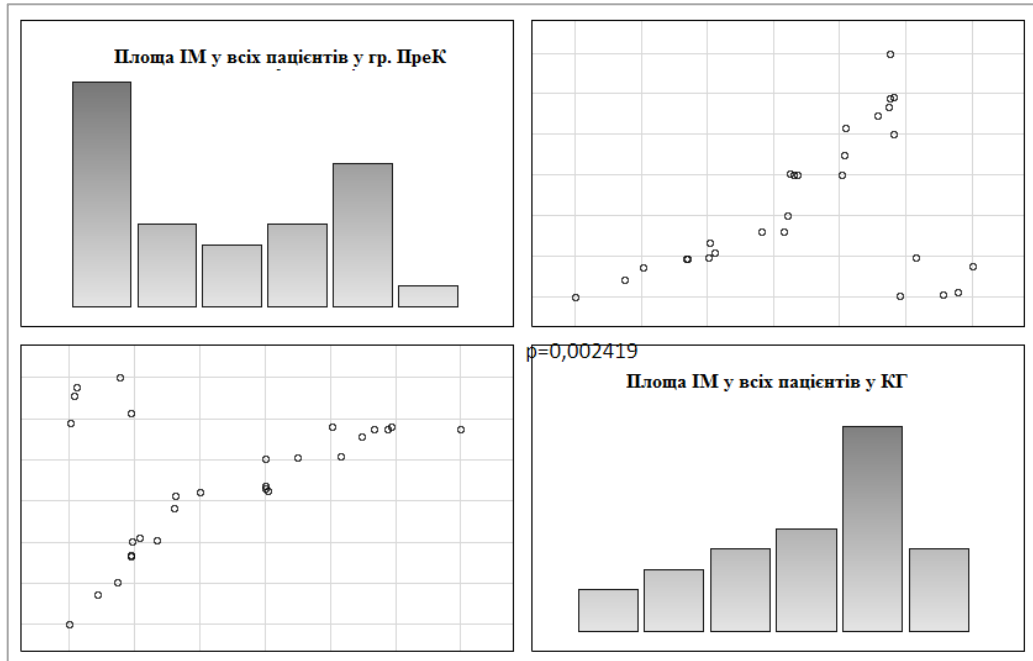 Площа ІМ у всіх пацієнтів у гр. ПреК
p=0,002419
Площа ІМ у всіх пацієнтів у КГ